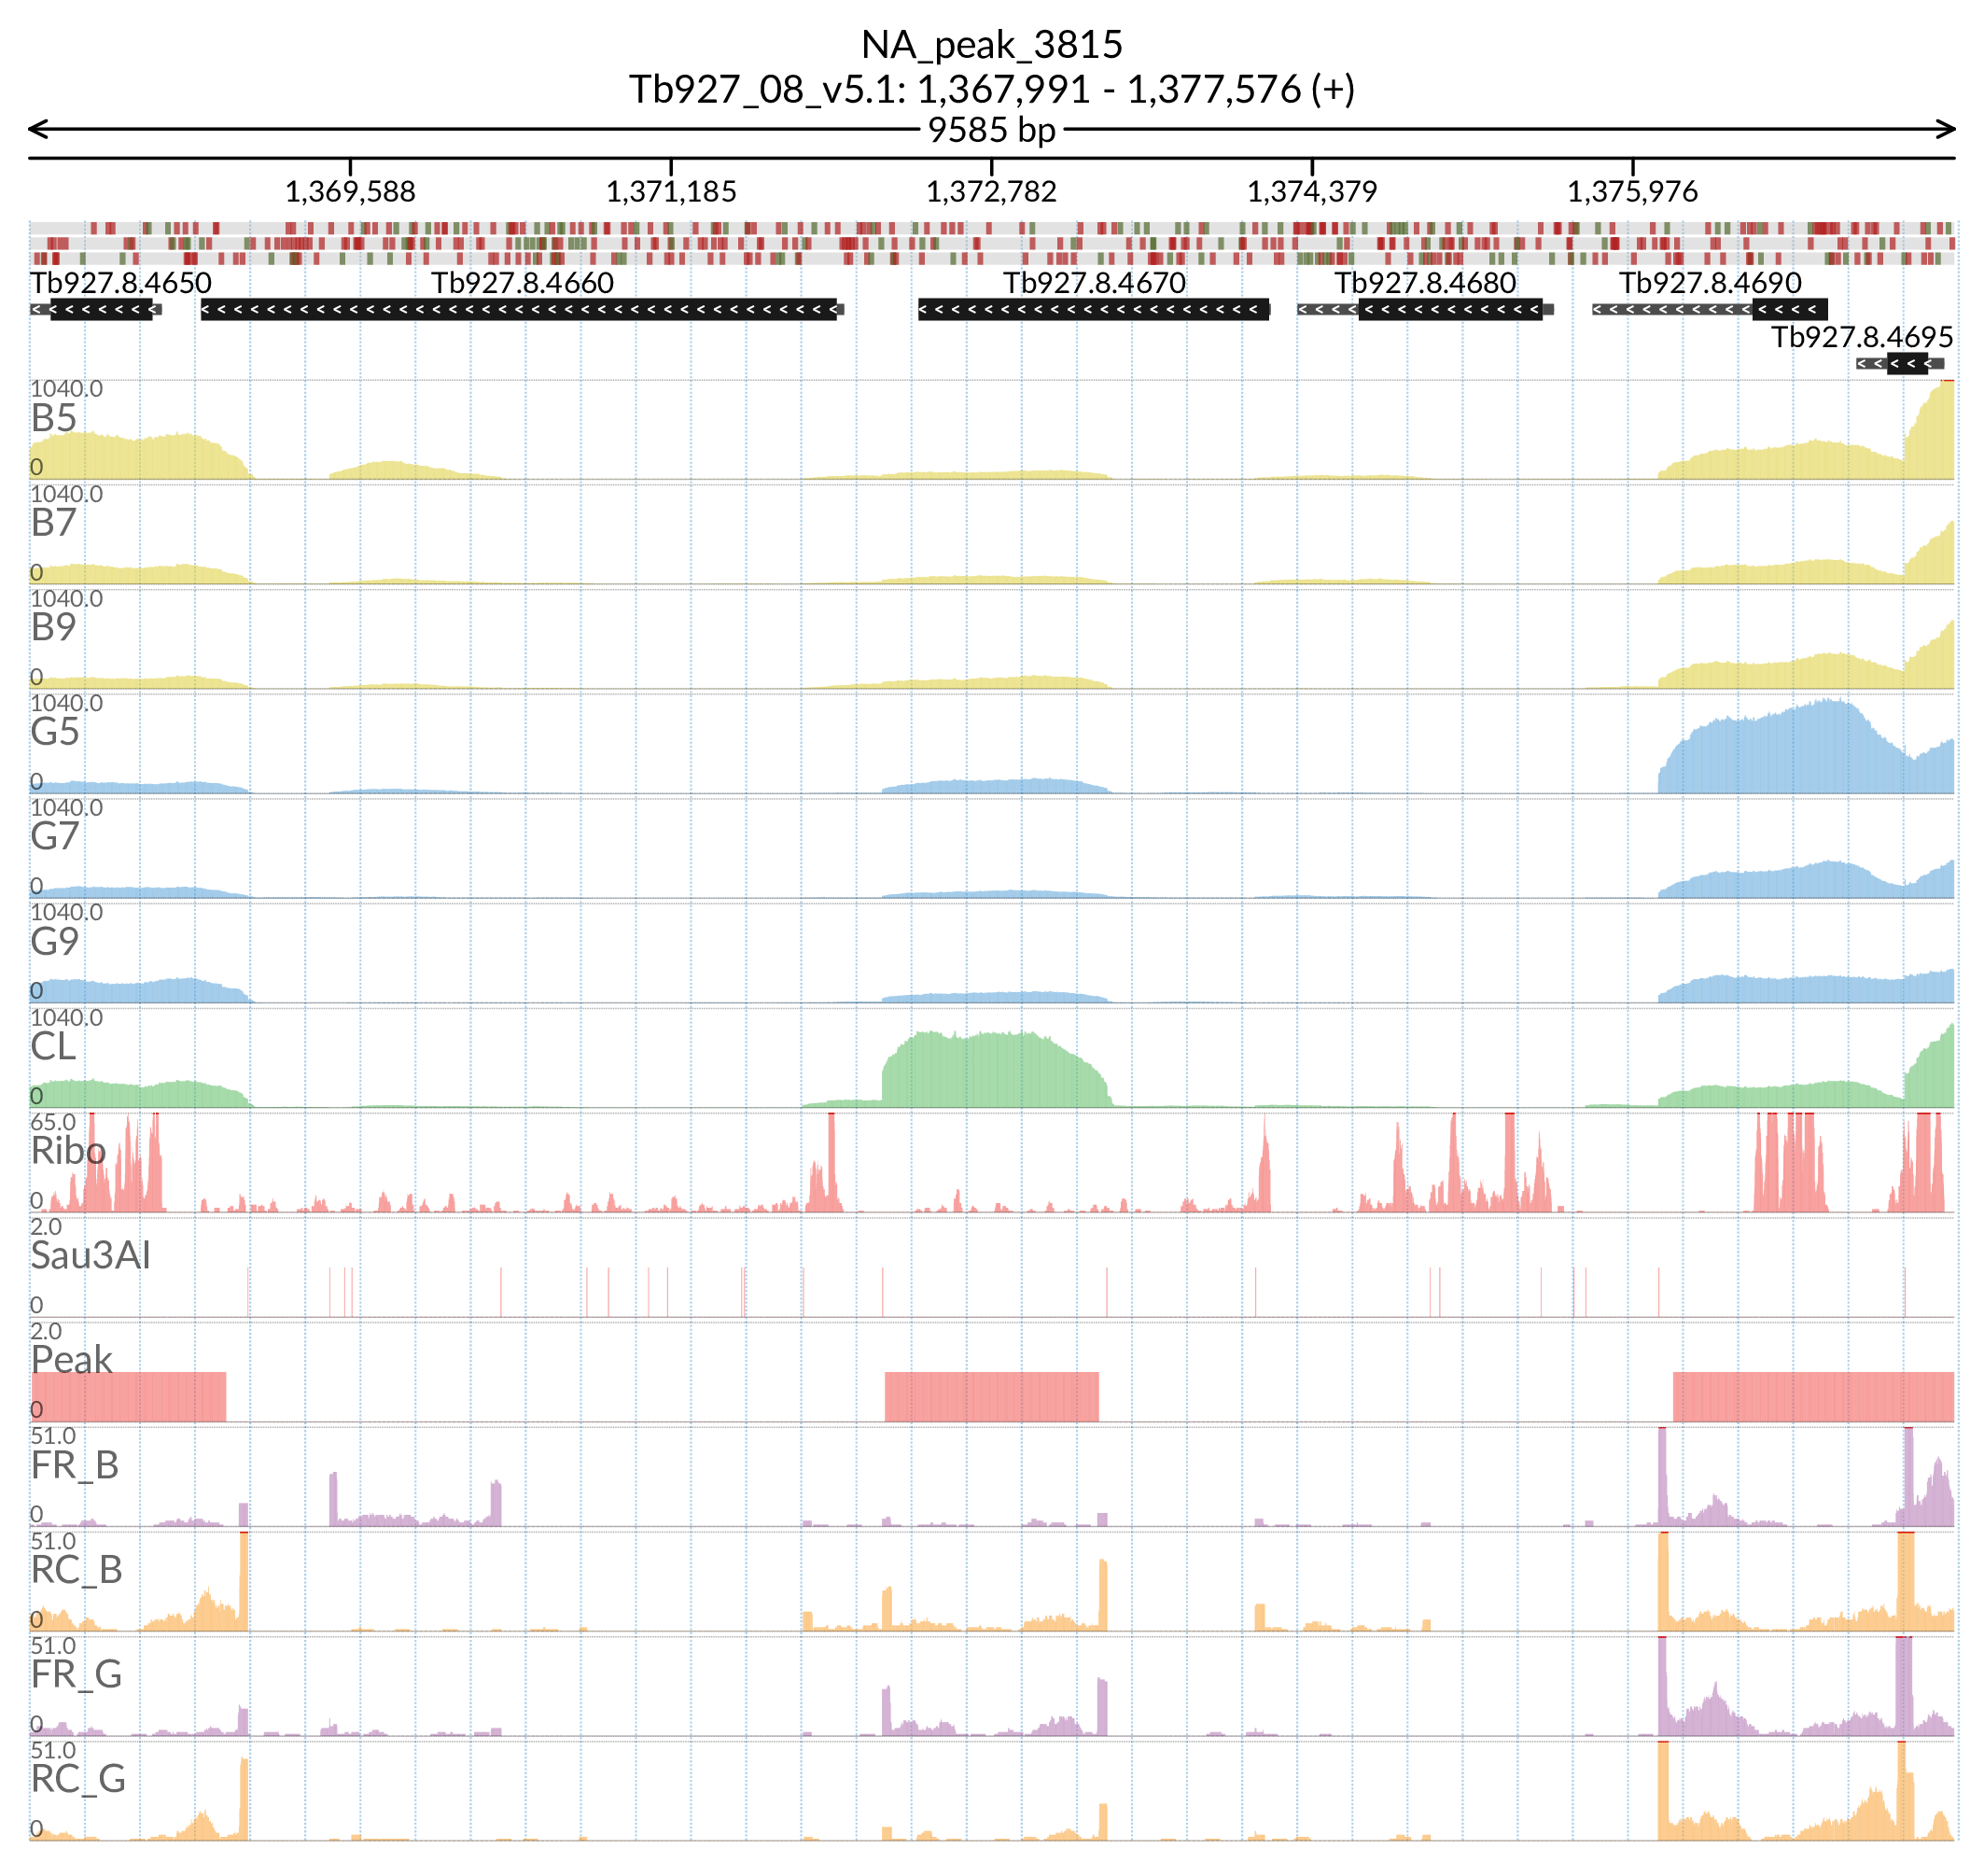 NA_peak_3815
Tb927_08_v5.1: 1,367,991 - 1,377,576 (+)
9585 bp
1,369,588 1,371,185 1,372,782 1,374,379 1,375,976
Tb927.8.4650 Tb927.8.4660 Tb927.8.4670 Tb927.8.4680 Tb927.8.4690
Tb927.8.4695
1040.0
B5
0
1040.0
B7
0
1040.0
B9
0
1040.0
G5
0
1040.0
G7
0
1040.0
G9
0
1040.0
CL
0
65.0
Ribo
0
2.0
Sau3AI
0
2.0
Peak
0
51.0
FR_B
0
51.0
RC_B
0
51.0
FR_G
0
51.0
RC_G
0